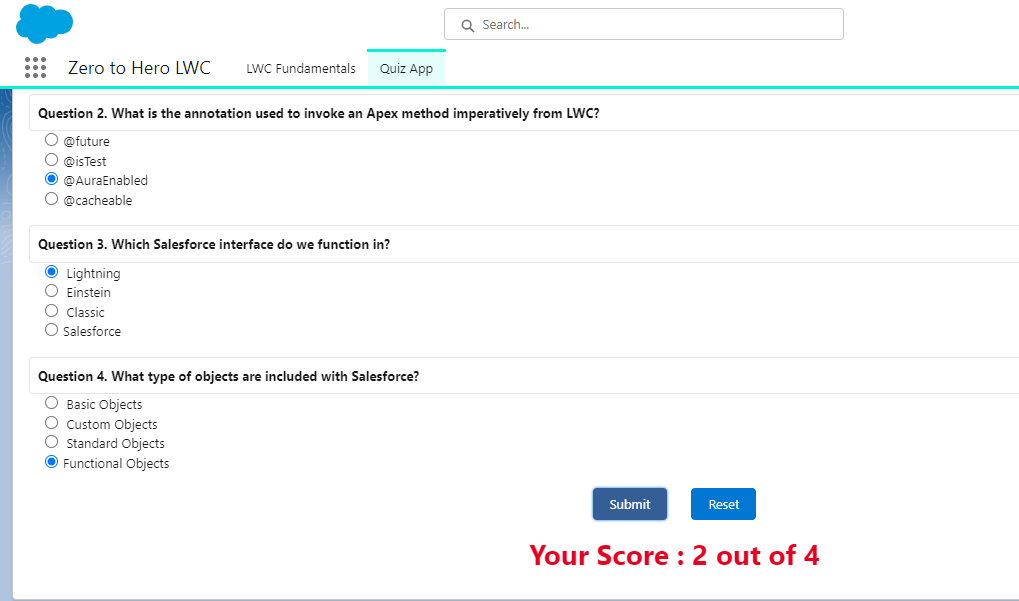 Search...
Zero to Hero LWC
LWC Fundamentals
Quiz App
Question 2. What is the annotation used to invoke an Apex method imperatively from LWC?
@future
@isTest
@AuraEnabled
@cacheable
Question 3. Which Salesforce interface do we function in?
Lightning
Einstein
Classic
Salesforce
Question 4. What type of objects are included with Salesforce?
Basic Objects
Custom Objects
Standard Objects
Functional Objects
Submit
Reset
Your Score : 2 out of 4